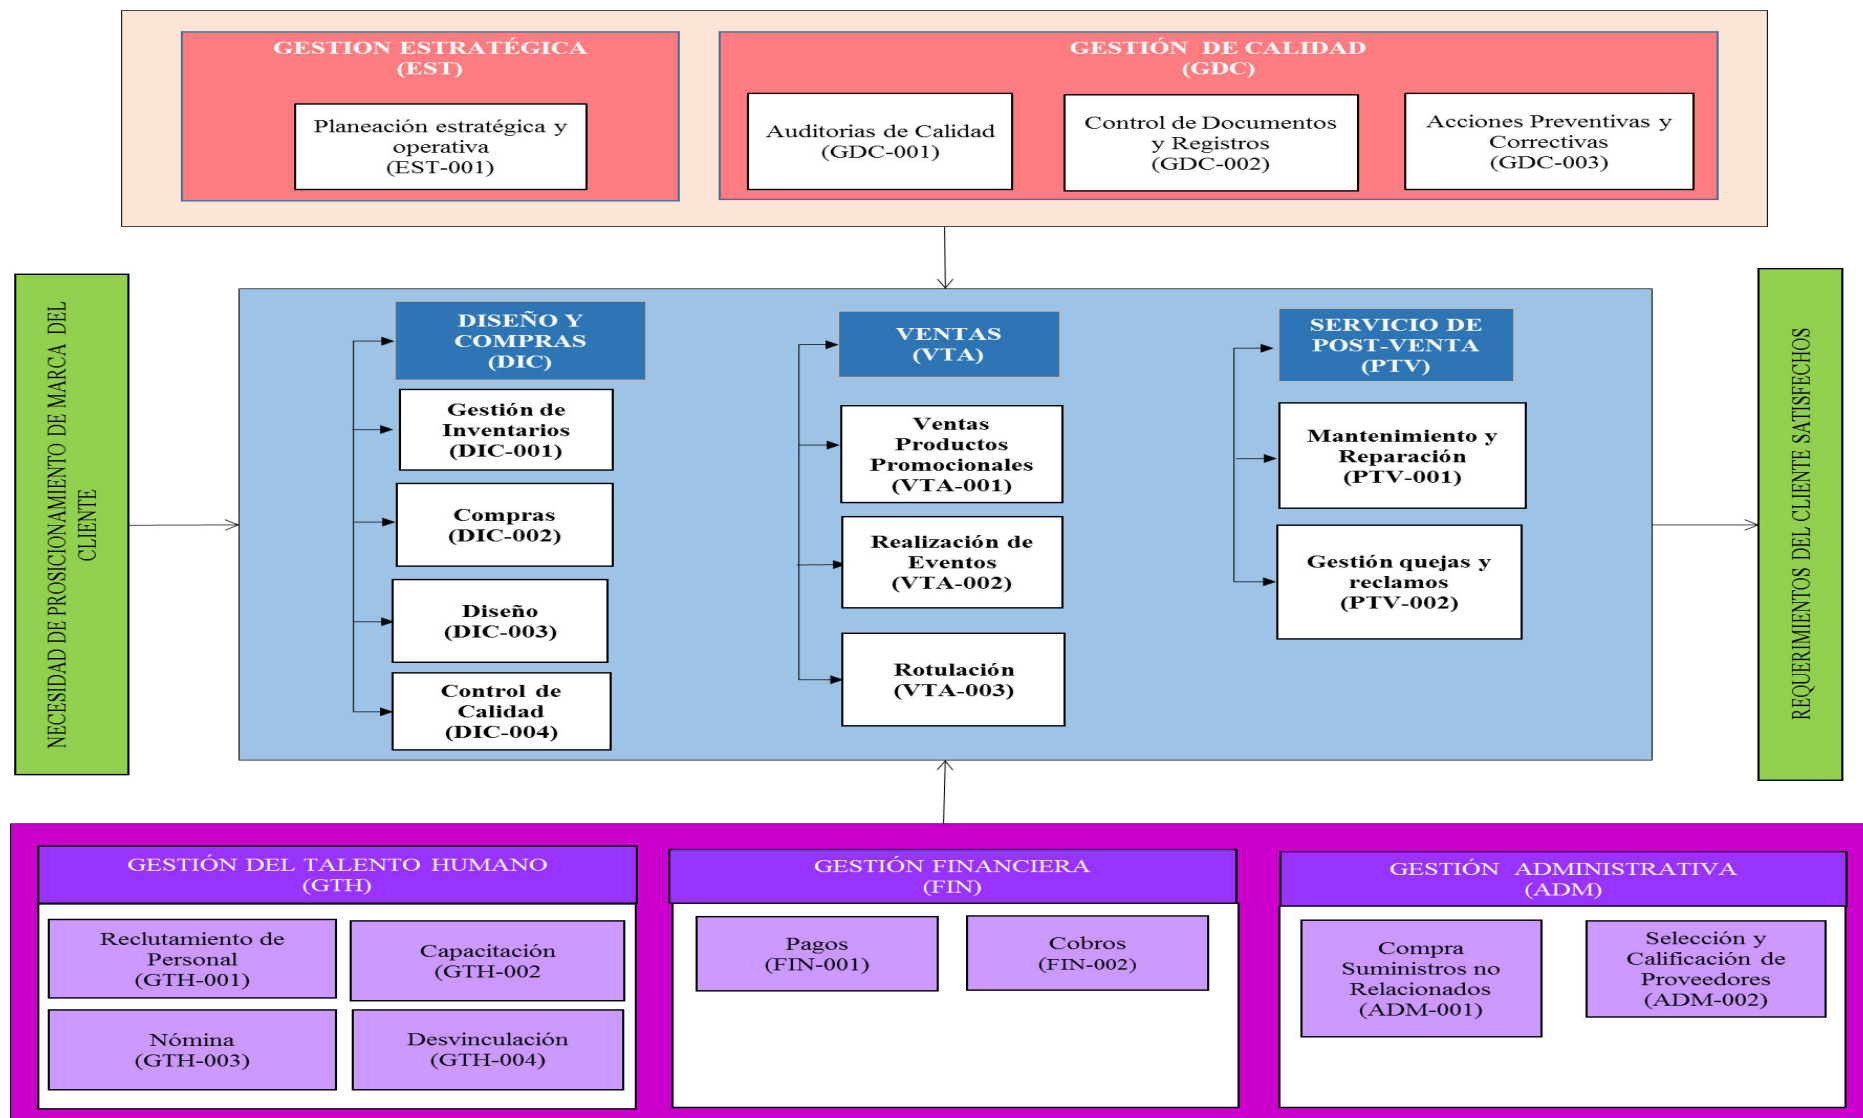 GESTION ESTRATÉGICA
(EST)
Planeación estratégica y
operativa
(EST-001)
GESTIÓN DE CALIDAD
(GDC)
Auditorias de Calidad
(GDC-001)
Control de Documentos
y Registros
(GDC-002)
Acciones Preventivas y
Correctivas
(GDC-003)
NECESIDAD DE PROSICIONAMIENTO DE MARCA DEL
CLIENTE
DISEÑO Y
COMPRAS
(DIC)
Gestión de
Inventarios
(DIC-001)
Compras
(DIC-002)
Diseño
(DIC-003)
Control de
Calidad
(DIC-004)
VENTAS
(VTA)
Ventas
Productos
Promocionales
(VTA-001)
Realización de
Eventos
(VTA-002)
Rotulación
(VTA-003)
SERVICIO DE
POST-VENTA
(PTV)
Mantenimiento y
Reparación
(PTV-001)
Gestión quejas y
reclamos
(PTV-002)
REQUERIMIENTOS DEL CLIENTE SATISFECHOS
GESTIÓN DEL TALENTO HUMANO
(GTH)
Reclutamiento de
Personal
(GTH-001)
Capacitación
(GTH-002
Nómina
(GTH-003)
Desvinculación
(GTH-004)
GESTIÓN FINANCIERA
(FIN)
Pagos
(FIN-001)
Cobros
(FIN-002)
GESTIÓN ADMINISTRATIVA
(ADM)
Compra
Suministros no
Relacionados
(ADM-001)
Selección y
Calificación de
Proveedores
(ADM-002)